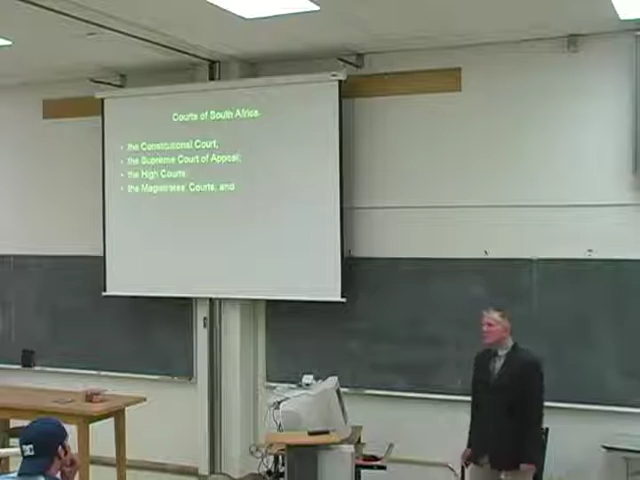 Courts of South Africa
• the Constitutional Court,
• the Supreme Court of Appeal;
• the High Courts
• the Magistrates' Courts, and